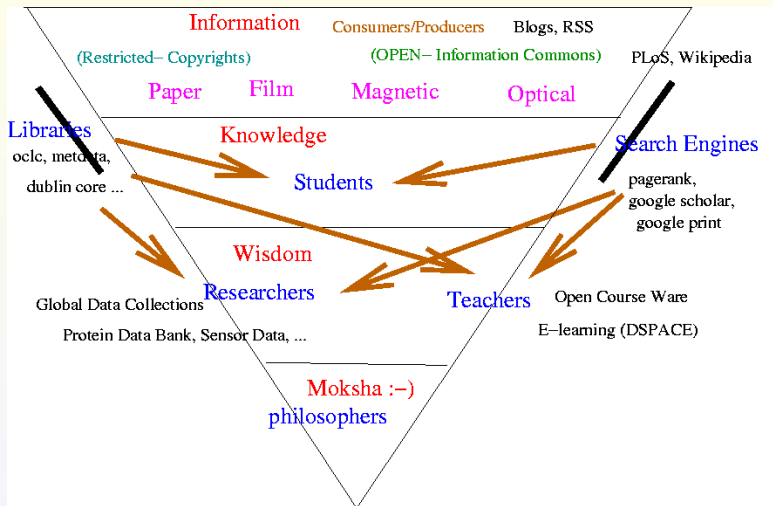 Information
Consumers/Producers
Blogs, RSS
(Restricted– Copyrights)
(OPEN– Information Commons)
PLoS, Wikipedia
Paper
Film
Magnetic
Optical
Libraries
Knowledge
Search Engines
oclc, metdata,
dublin core ...
Students
pagerank,
google scholar,
google print
Wisdom
Researchers
Teachers
Global Data Collections
Protein Data Bank, Sensor Data, ...
Open Course Ware
E–learning (DSPACE)
Moksha :–)
philosophers